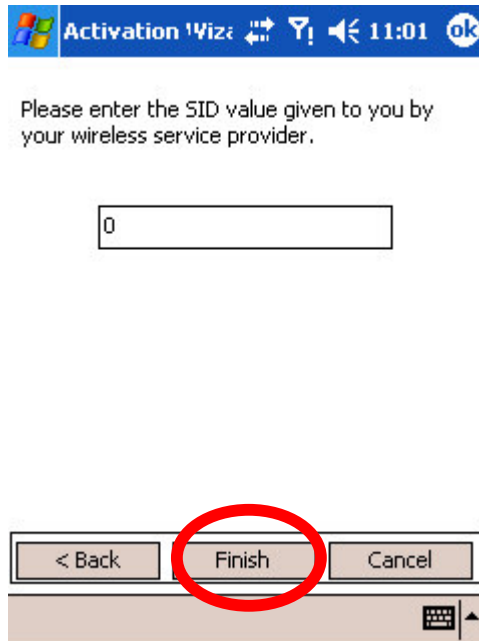 Activation Wiza 11:01 ok
Please enter the SID value given to you by
your wireless service provider.
0
< Back Finish Cancel